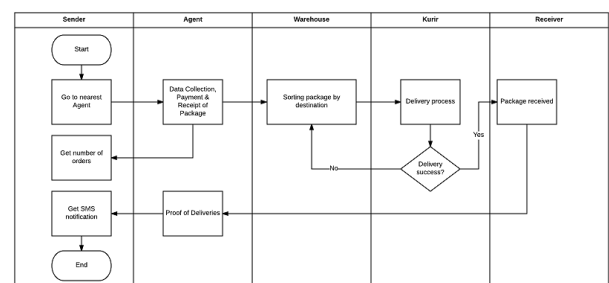 Sender
Agent
Warehouse
Kurir
Receiver
Start
Go to nearest
Agent
Data Collection,
Payment &
Receipt of
Package
Sorting package by
destination
Delivery process
Package received
Yes
Get number of
orders
No
Delivery
success?
Get SMS
notification
Proof of Deliveries
End